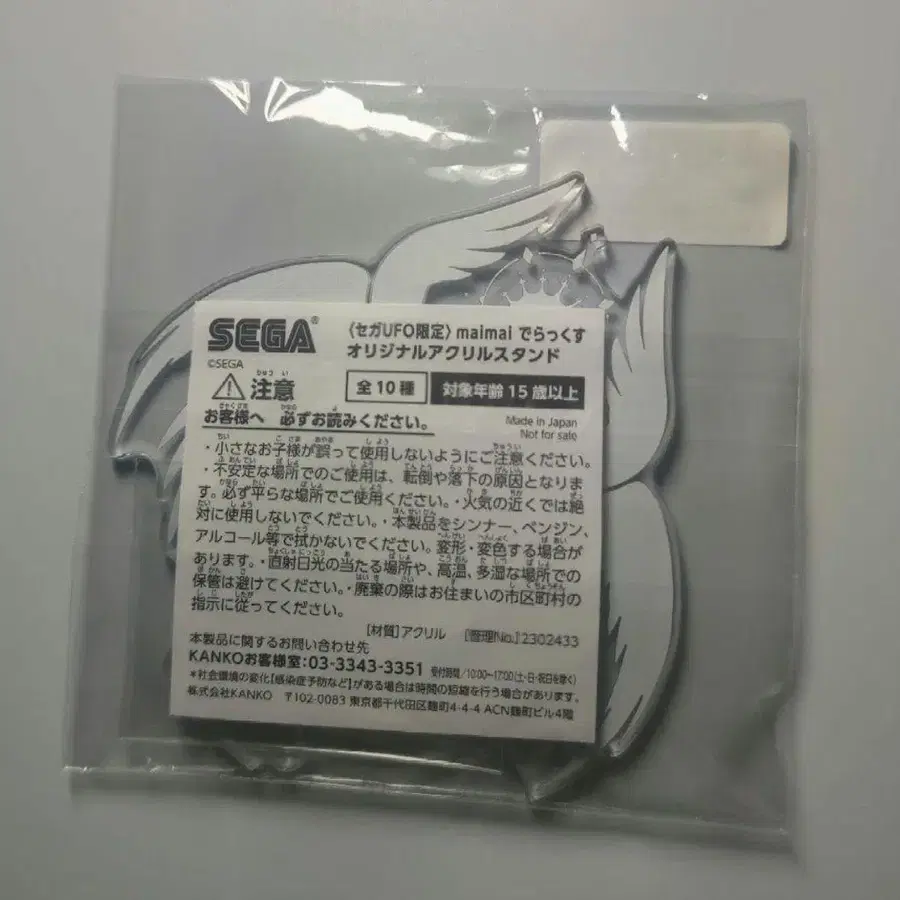 SEGA®
©SEGA
〈セガUFO限定〉maimai でらっくす
オリジナルアクリルスタンド
⚠注意
全10種
対象年齢 15歳以上
お客様へ 必ずお読みください。
Made in Japan
Not for sale
・小さなお子様が誤って使用しないようにご注意ください。
・不安定な場所でのご使用は、転倒や落下の原因となりま
す。必ず平らな場所でご使用ください。・火気の近くでは絶
対に使用しないでください。・本製品をシンナー、ベンジン、
アルコール等で拭かないでください。変形・変色する場合が
あります。・直射日光の当たる場所や、高温、多湿な場所での
保管は避けてください。・廃棄の際はお住まいの市区町村の
指示に従ってください。
[材質]アクリル [管理No.]2302433
本製品に関するお問い合わせ先
KANKOお客様室:03-3343-3351 受付時間/10:00~17:00(土・日・祝日を除く)
*社会環境の変化[感染症予防など]がある場合は時間の短縮を行う場合があります。
株式会社KANKO 〒102-0083 東京都千代田区麹町4-4-4 ACN麹町ビル4階